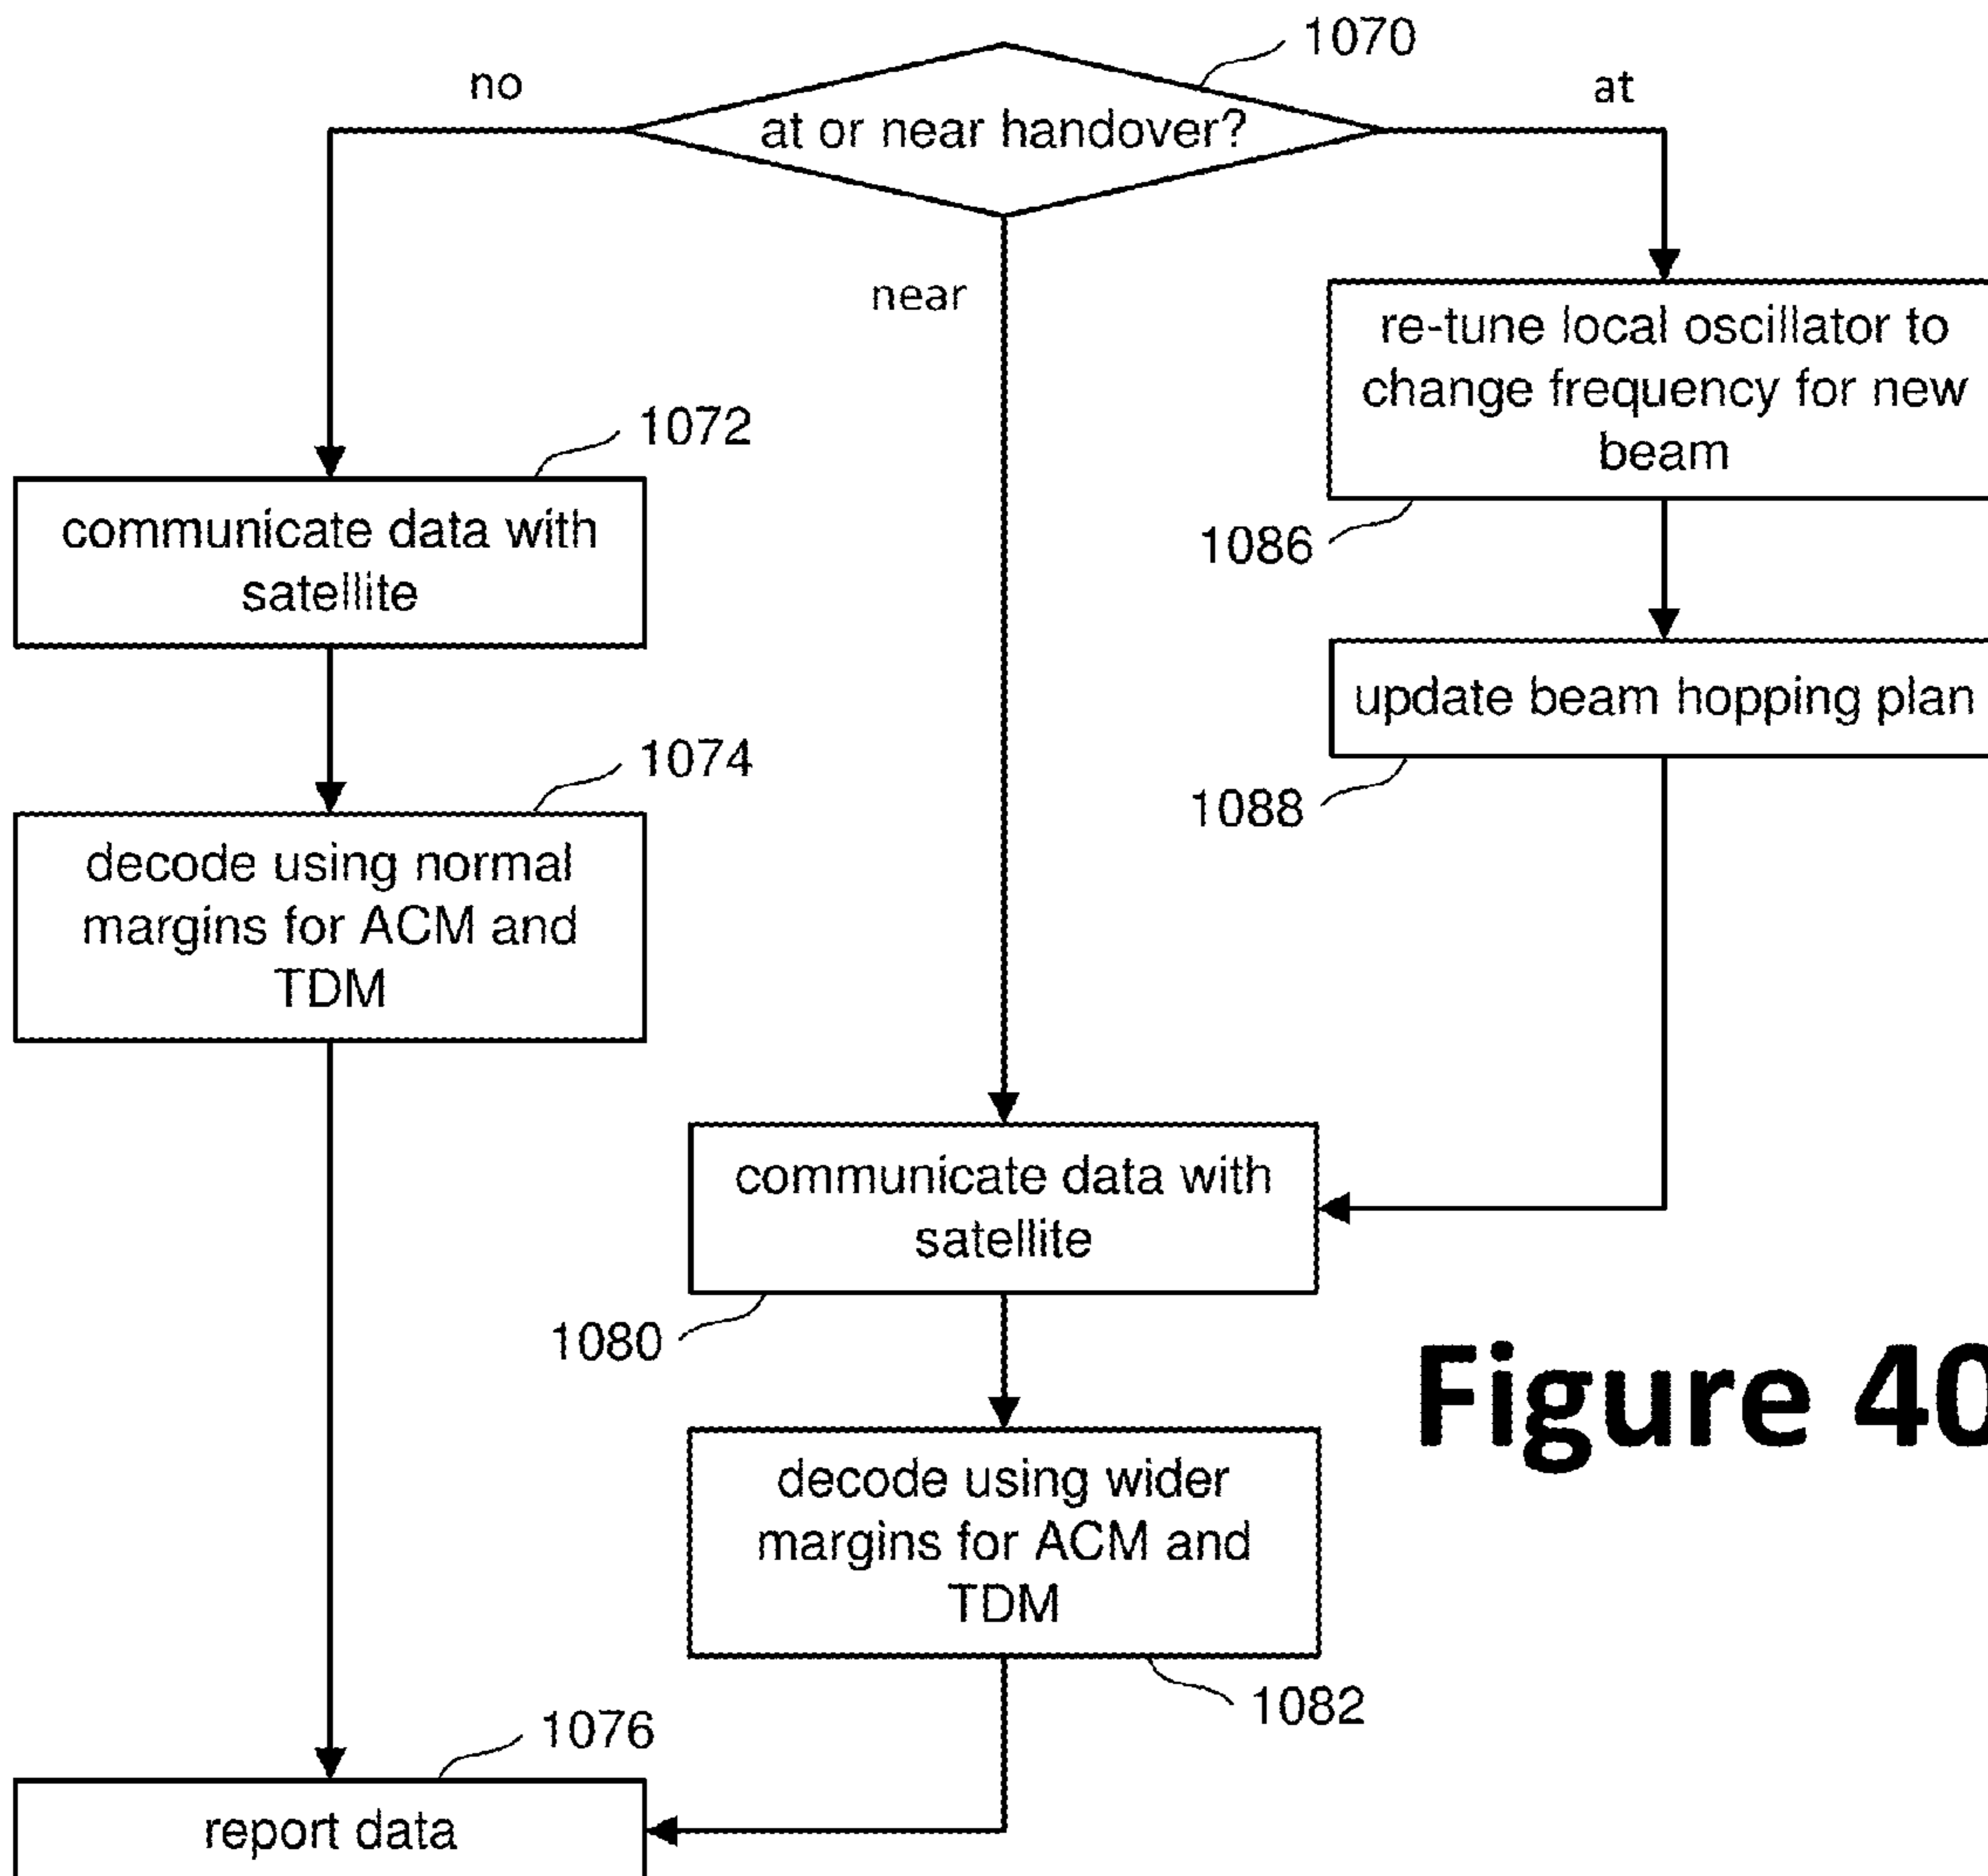 1070
no
at
at or near handover?
near
re-tune local oscillator to
change frequency for new
beam
1086
1072
communicate data with
satellite
update beam hopping plan
1088
1074
decode using normal
margins for ACM and
TDM
communicate data with
satellite
1080
Figure 40
decode using wider
margins for ACM and
TDM
1082
1076
report data